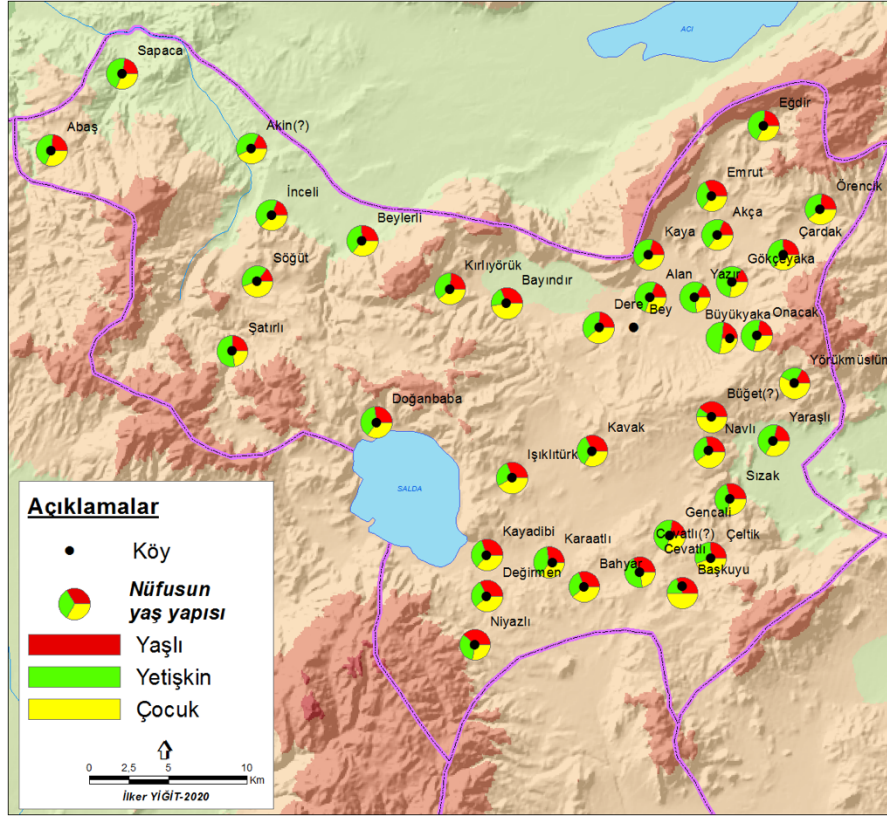 ACI
Sapaca
Eğdir
Abaş
Akin(?)
Emrut
Örencik
İnceli
Akça
Çardak
Beylerli
Kaya
Gökçeyaka
Söğüt
Kırlıyörük
Bayındır
Alan
Yazır
Dere
Bey
Büyükyaka
Onacak
Şatırlı
Yörükmüslüm
Büğet(?)
Doğanbaba
Kavak
Navlı
Yaraşlı
Işıklıtürk
SALDA
Sızak
Gencali
Kayadibi
Karaatlı
Cevatlı(?)
Çeltik
Cevatlı
Değirmen
Bahyar
Başkuyu
Niyazlı
Açıklamalar
Köy
Nüfusun
yaş yapısı
Yaşlı
Yetişkin
Çocuk
0 2,5 5 10
Km
İlker YİĞİT-2020